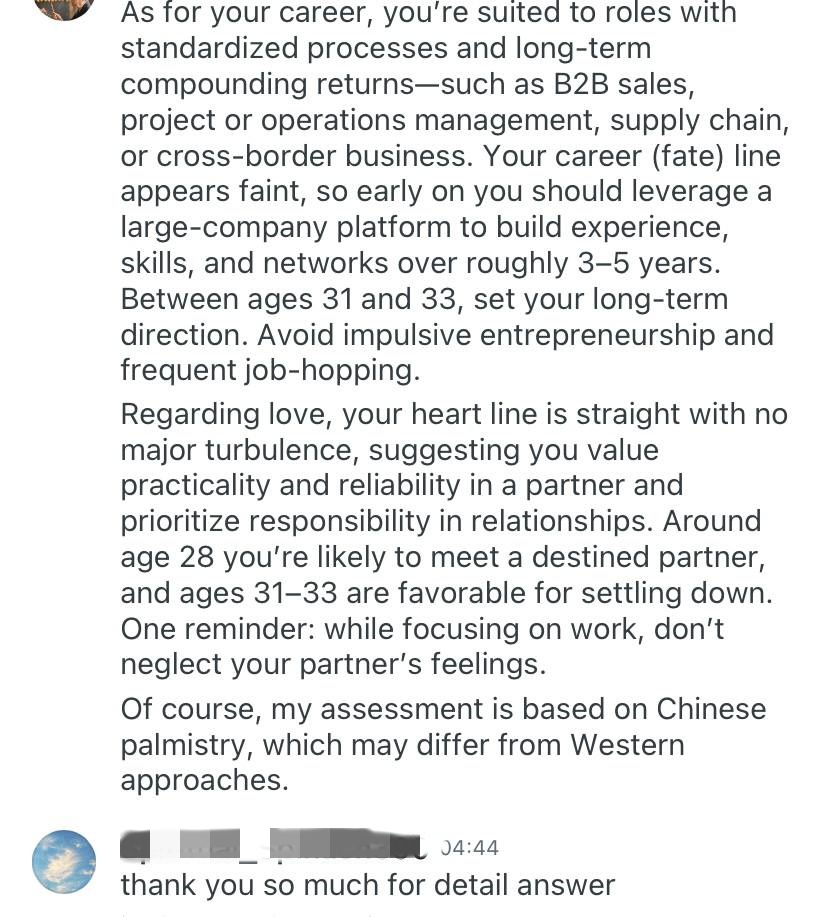 As for your career, you’re suited to roles with
standardized processes and long-term
compounding returns—such as B2B sales,
project or operations management, supply chain,
or cross-border business. Your career (fate) line
appears faint, so early on you should leverage a
large-company platform to build experience,
skills, and networks over roughly 3–5 years.
Between ages 31 and 33, set your long-term
direction. Avoid impulsive entrepreneurship and
frequent job-hopping.
Regarding love, your heart line is straight with no
major turbulence, suggesting you value
practicality and reliability in a partner and
prioritize responsibility in relationships. Around
age 28 you’re likely to meet a destined partner,
and ages 31–33 are favorable for settling down.
One reminder: while focusing on work, don’t
neglect your partner’s feelings.
Of course, my assessment is based on Chinese
palmistry, which may differ from Western
approaches.
04:44
thank you so much for detail answer